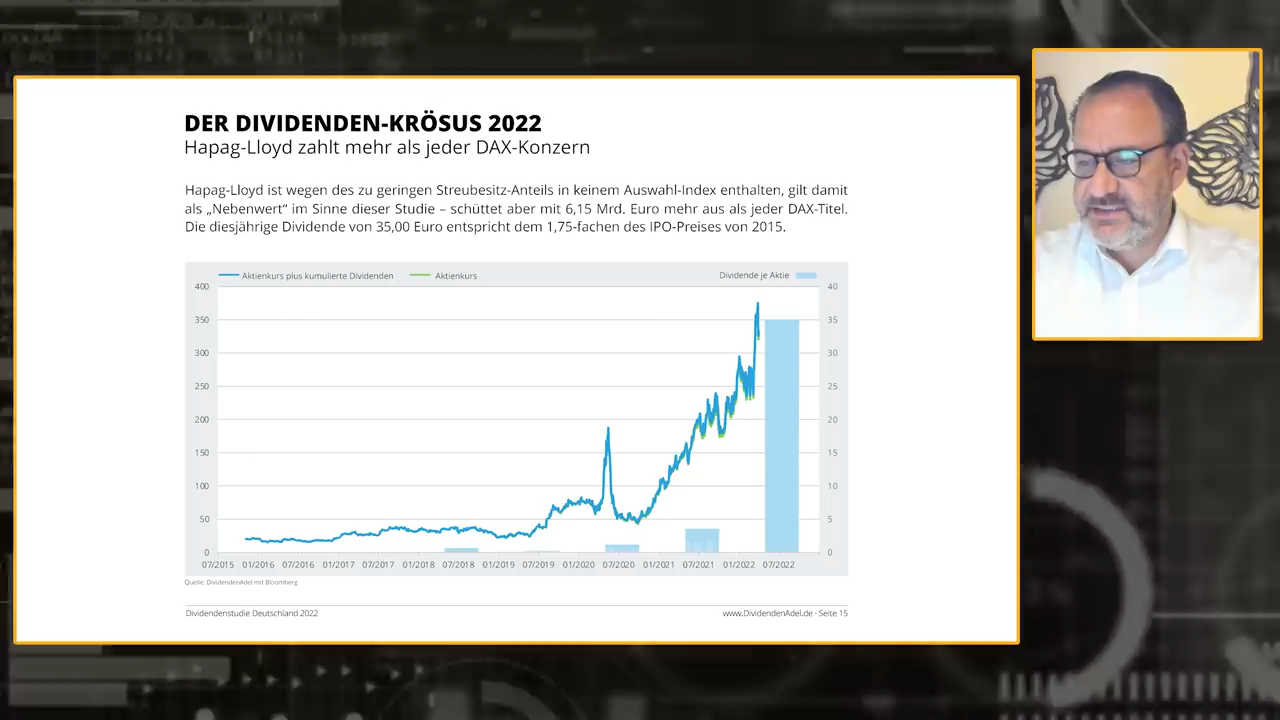 DER DIVIDENDEN-KRÖSUS 2022
Hapag-Lloyd zahlt mehr als jeder DAX-Konzern
Hapag-Lloyd ist wegen des zu geringen Streubesitz-Anteils in keinem Auswahl-Index enthalten, gilt damit
als „Nebenwert“ im Sinne dieser Studie – schüttet aber mit 6,15 Mrd. Euro mehr aus als jeder DAX-Titel.
Die diesjährige Dividende von 35,00 Euro entspricht dem 1,75-fachen des IPO-Preises von 2015.
Aktienkurs plus kumulierte Dividenden Aktienkurs Dividende je Aktie
400 40
350 35
300 30
250 25
200 20
150 15
100 10
50 5
0 0
07/2015 01/2016 07/2016 01/2017 07/2017 01/2018 07/2018 01/2019 07/2019 01/2020 07/2020 01/2021 07/2021 01/2022 07/2022
Quelle: DividendenAdel mit Bloomberg
Dividendenstudie Deutschland 2022 www.DividendenAdel.de · Seite 15